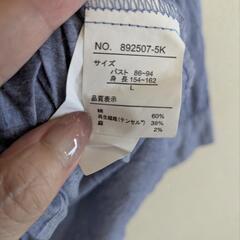 NO. 892507-5K
サイズ
バスト 86~94
身長 154~162
L
品質表示
綿 60%
再生繊維(テンセル®) 38%
麻 2%